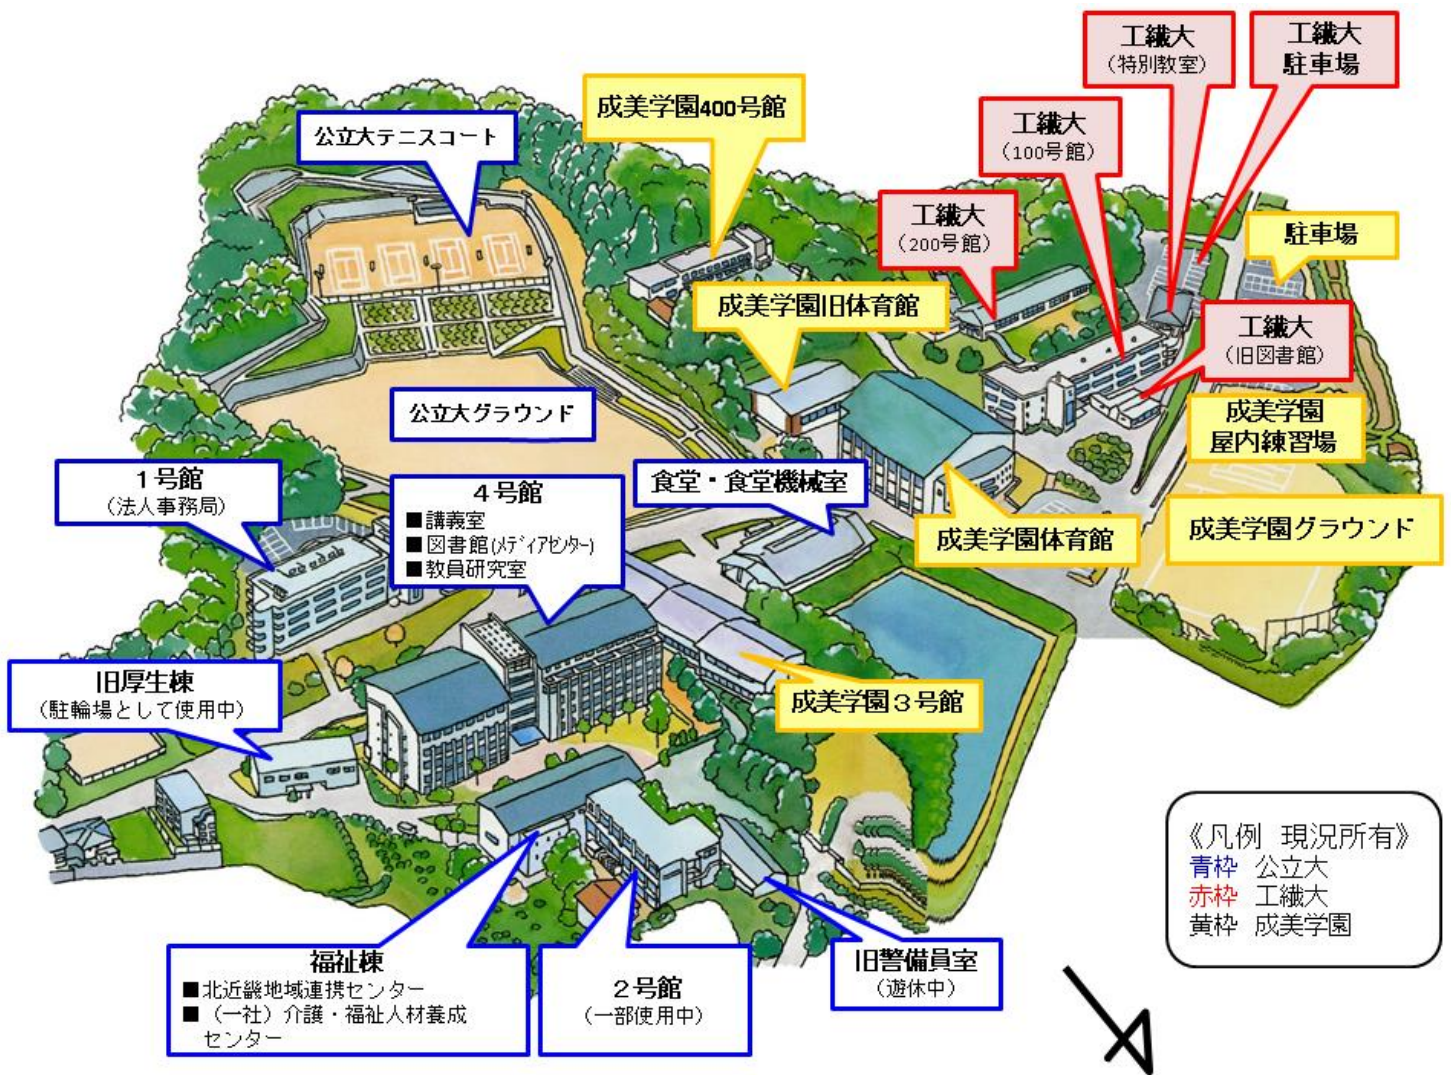 工繊大
（特別教室）
工繊大
駐車場
成美学園400号館
公立大テニスコート
工繊大
（100号館）
工繊大
（200号館）
駐車場
成美学園旧体育館
工繊大
（旧図書館）
公立大グラウンド
成美学園
屋内練習場
1号館
（法人事務局）
4号館
■講義室
■図書館(ﾒﾃﾞｨｱｾﾝﾀｰ)
■教員研究室
食堂・食堂機械室
成美学園体育館
成美学園グラウンド
旧厚生棟
（駐輪場として使用中）
成美学園３号館
《凡例 現況所有》
青枠 公立大
赤枠 工繊大
黄枠 成美学園
福祉棟
■北近畿地域連携センター
■（一社）介護・福祉人材養成
センター
２号館
（一部使用中）
旧警備員室
（遊休中）